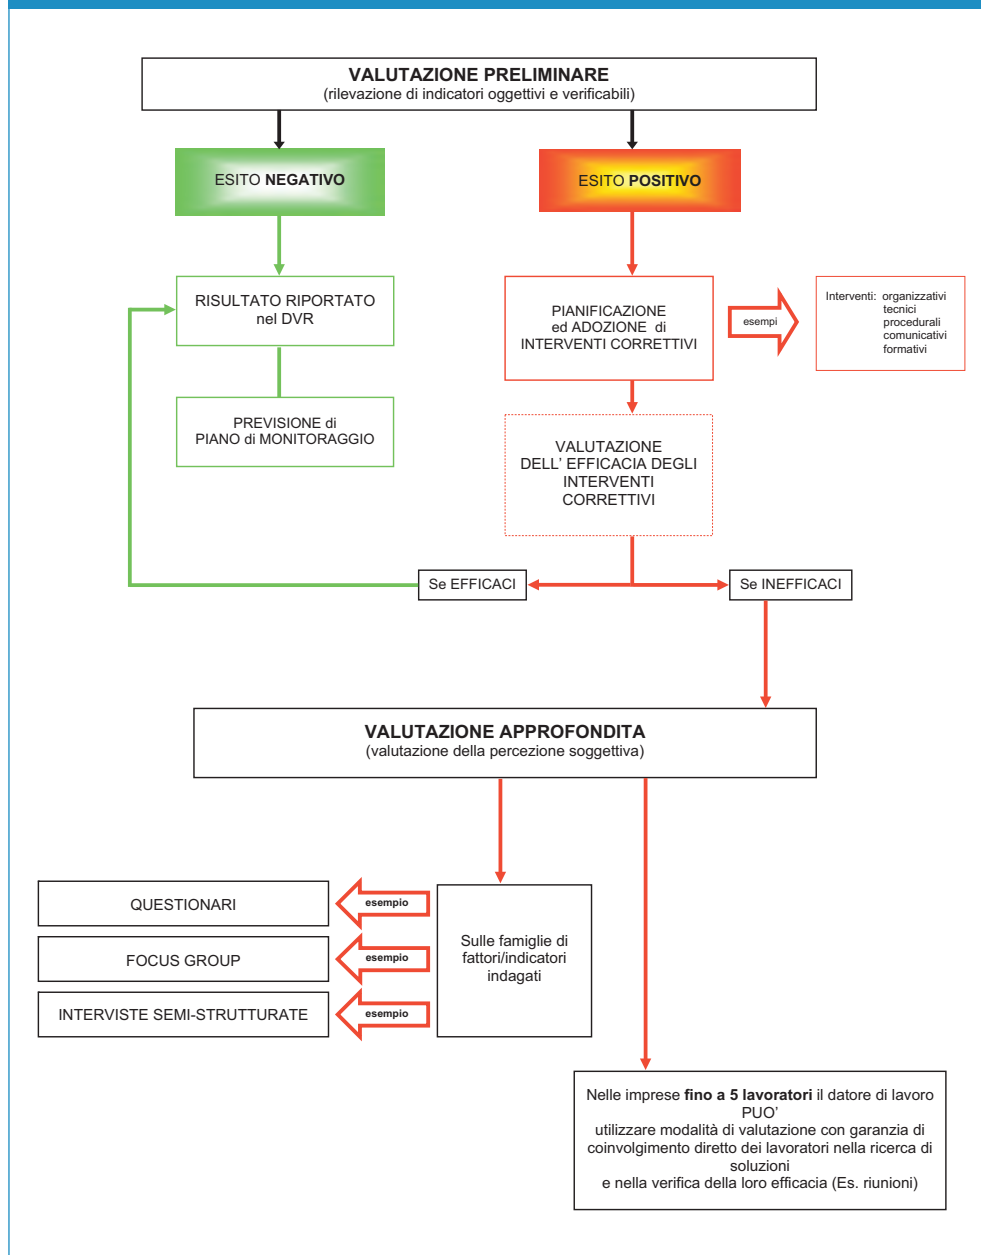 VALUTAZIONE PRELIMINARE
(rilevazione di indicatori oggettivi e verificabili)
ESITO NEGATIVO
ESITO POSITIVO
RISULTATO RIPORTATO
nel DVR
PIANIFICAZIONE
ed ADOZIONE di
INTERVENTI CORRETTIVI
esempi
Interventi: organizzativi
tecnici
procedurali
comunicativi
formativi
PREVISIONE di
PIANO di MONITORAGGIO
VALUTAZIONE
DELL' EFFICACIA DEGLI
INTERVENTI
CORRETTIVI
Se EFFICACI
Se INEFFICACI
VALUTAZIONE APPROFONDITA
(valutazione della percezione soggettiva)
QUESTIONARI
esempio
FOCUS GROUP
esempio
INTERVISTE SEMI-STRUTTURATE
esempio
Sulle famiglie di
fattori/indicatori
indagati
Nelle imprese fino a 5 lavoratori il datore di lavoro
PUO'
utilizzare modalità di valutazione con garanzia di
coinvolgimento diretto dei lavoratori nella ricerca di
soluzioni
e nella verifica della loro efficacia (Es. riunioni)